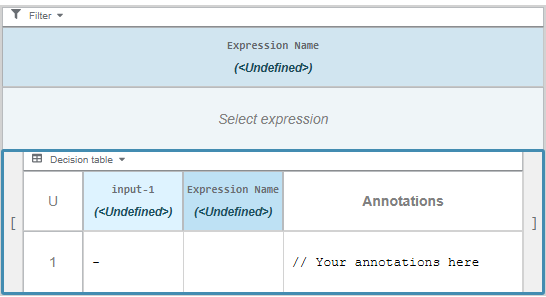 Filter
Expression Name
(<Undefined>)
Select expression
Decision table
U
input-1
(<Undefined>)
Expression Name
(<Undefined>)
Annotations
[
]
1
-
// Your annotations here